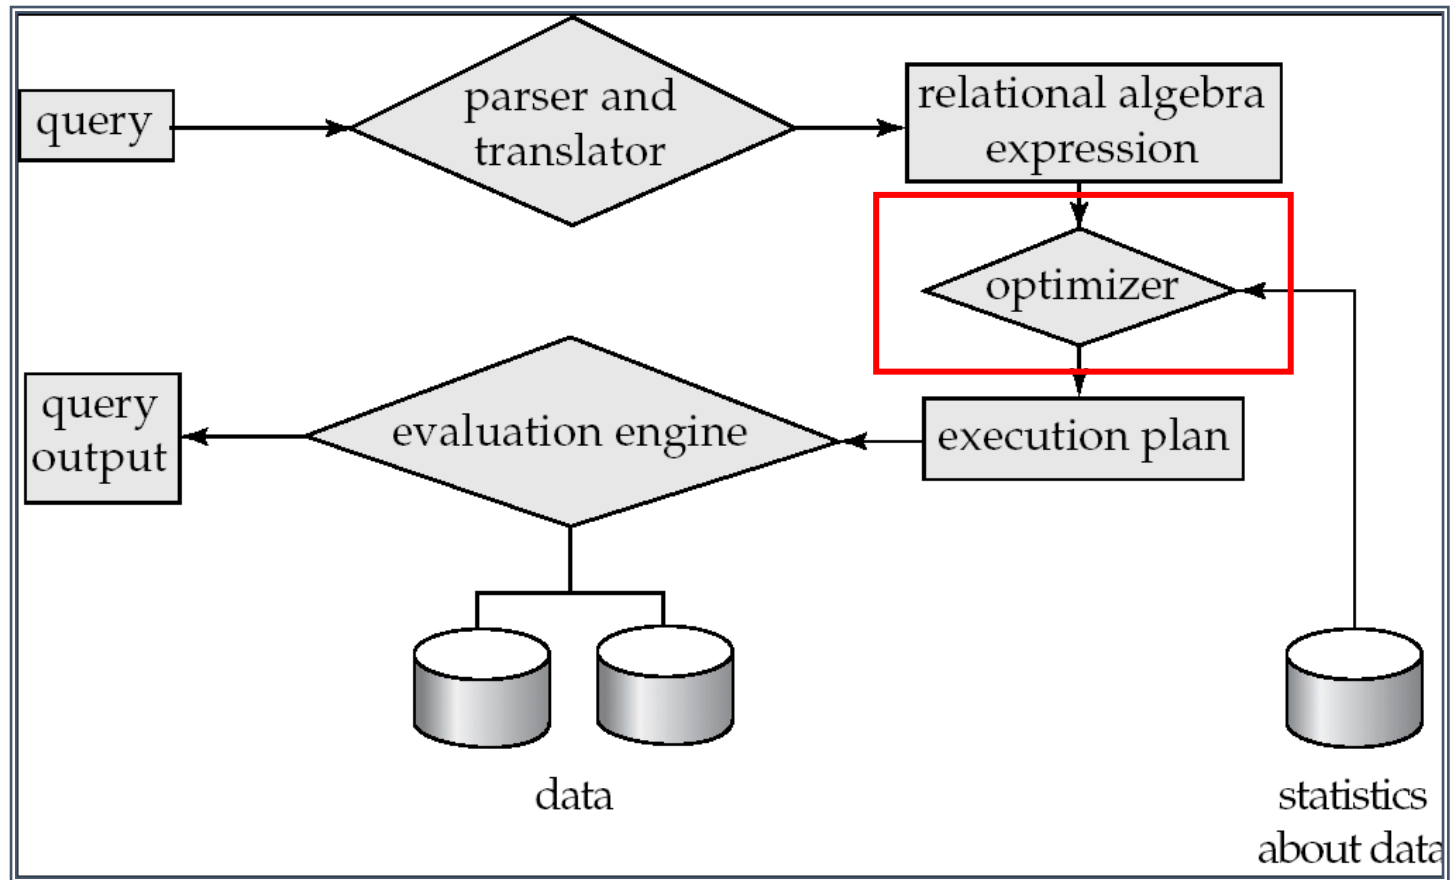 query
parser and
translator
relational algebra
expression
optimizer
query
output
evaluation engine
execution plan
data
statistics
about data